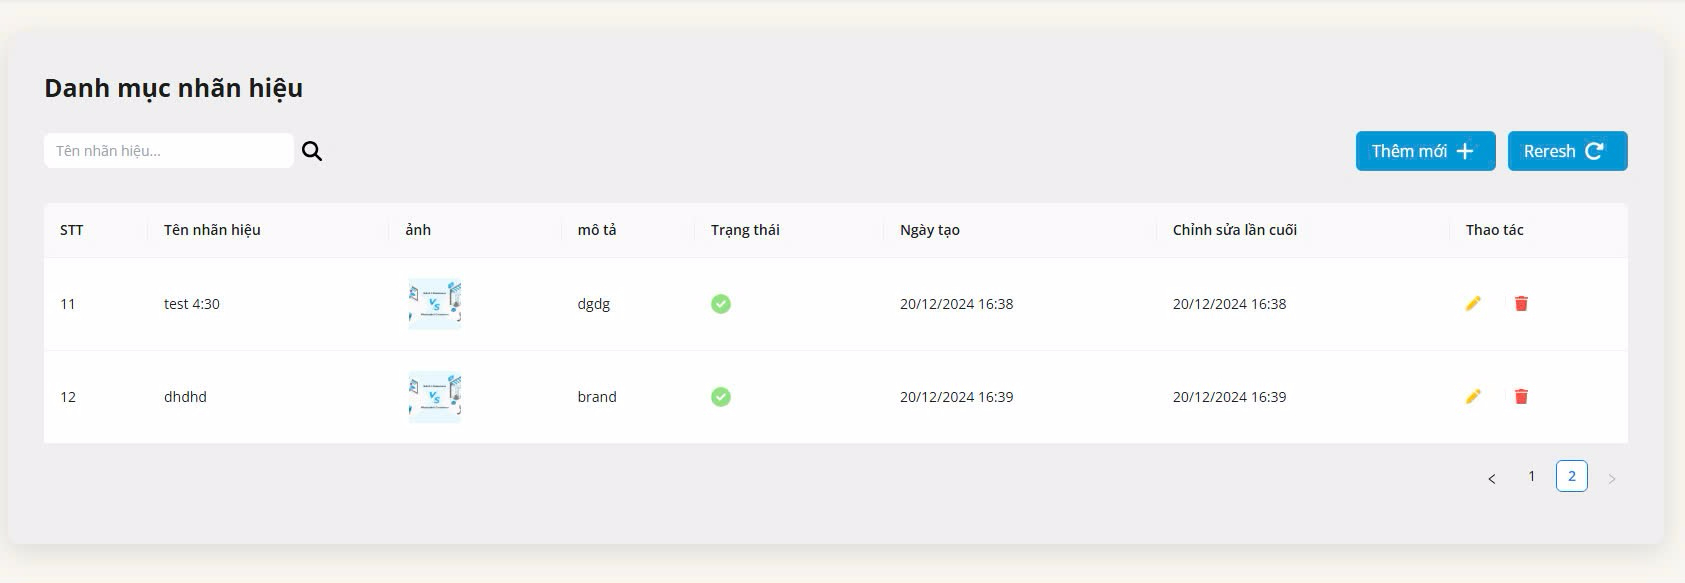 Danh mục nhãn hiệu
Tên nhãn hiệu...
Thêm mới
Reresh
STT Tên nhãn hiệu ảnh mô tả Trạng thái Ngày tạo Chỉnh sửa lần cuối Thao tác
11 test 4:30 VS dgdg 20/12/2024 16:38 20/12/2024 16:38
12 dhdhd VS brand 20/12/2024 16:39 20/12/2024 16:39
< 1 2 >